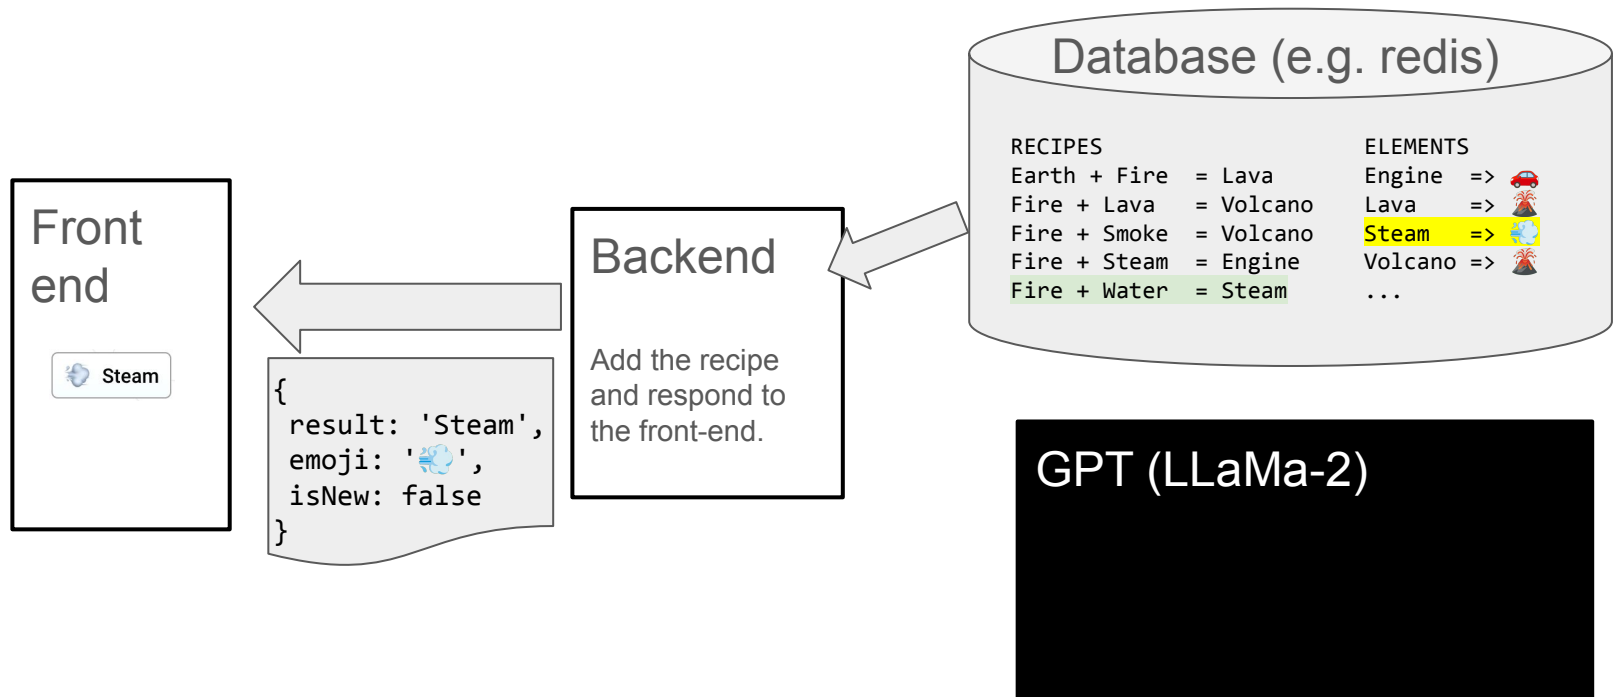 Front
end
💨 Steam
{
result: 'Steam',
emoji: '💨',
isNew: false
}
Backend
Add the recipe
and respond to
the front-end.
Database (e.g. redis)
RECIPES
Earth + Fire = Lava
Fire + Lava = Volcano
Fire + Smoke = Volcano
Fire + Steam = Engine
Fire + Water = Steam
ELEMENTS
Engine => 🚗
Lava => 🌋
Steam => 💨
Volcano => 🌋
...
GPT (LLaMa-2)